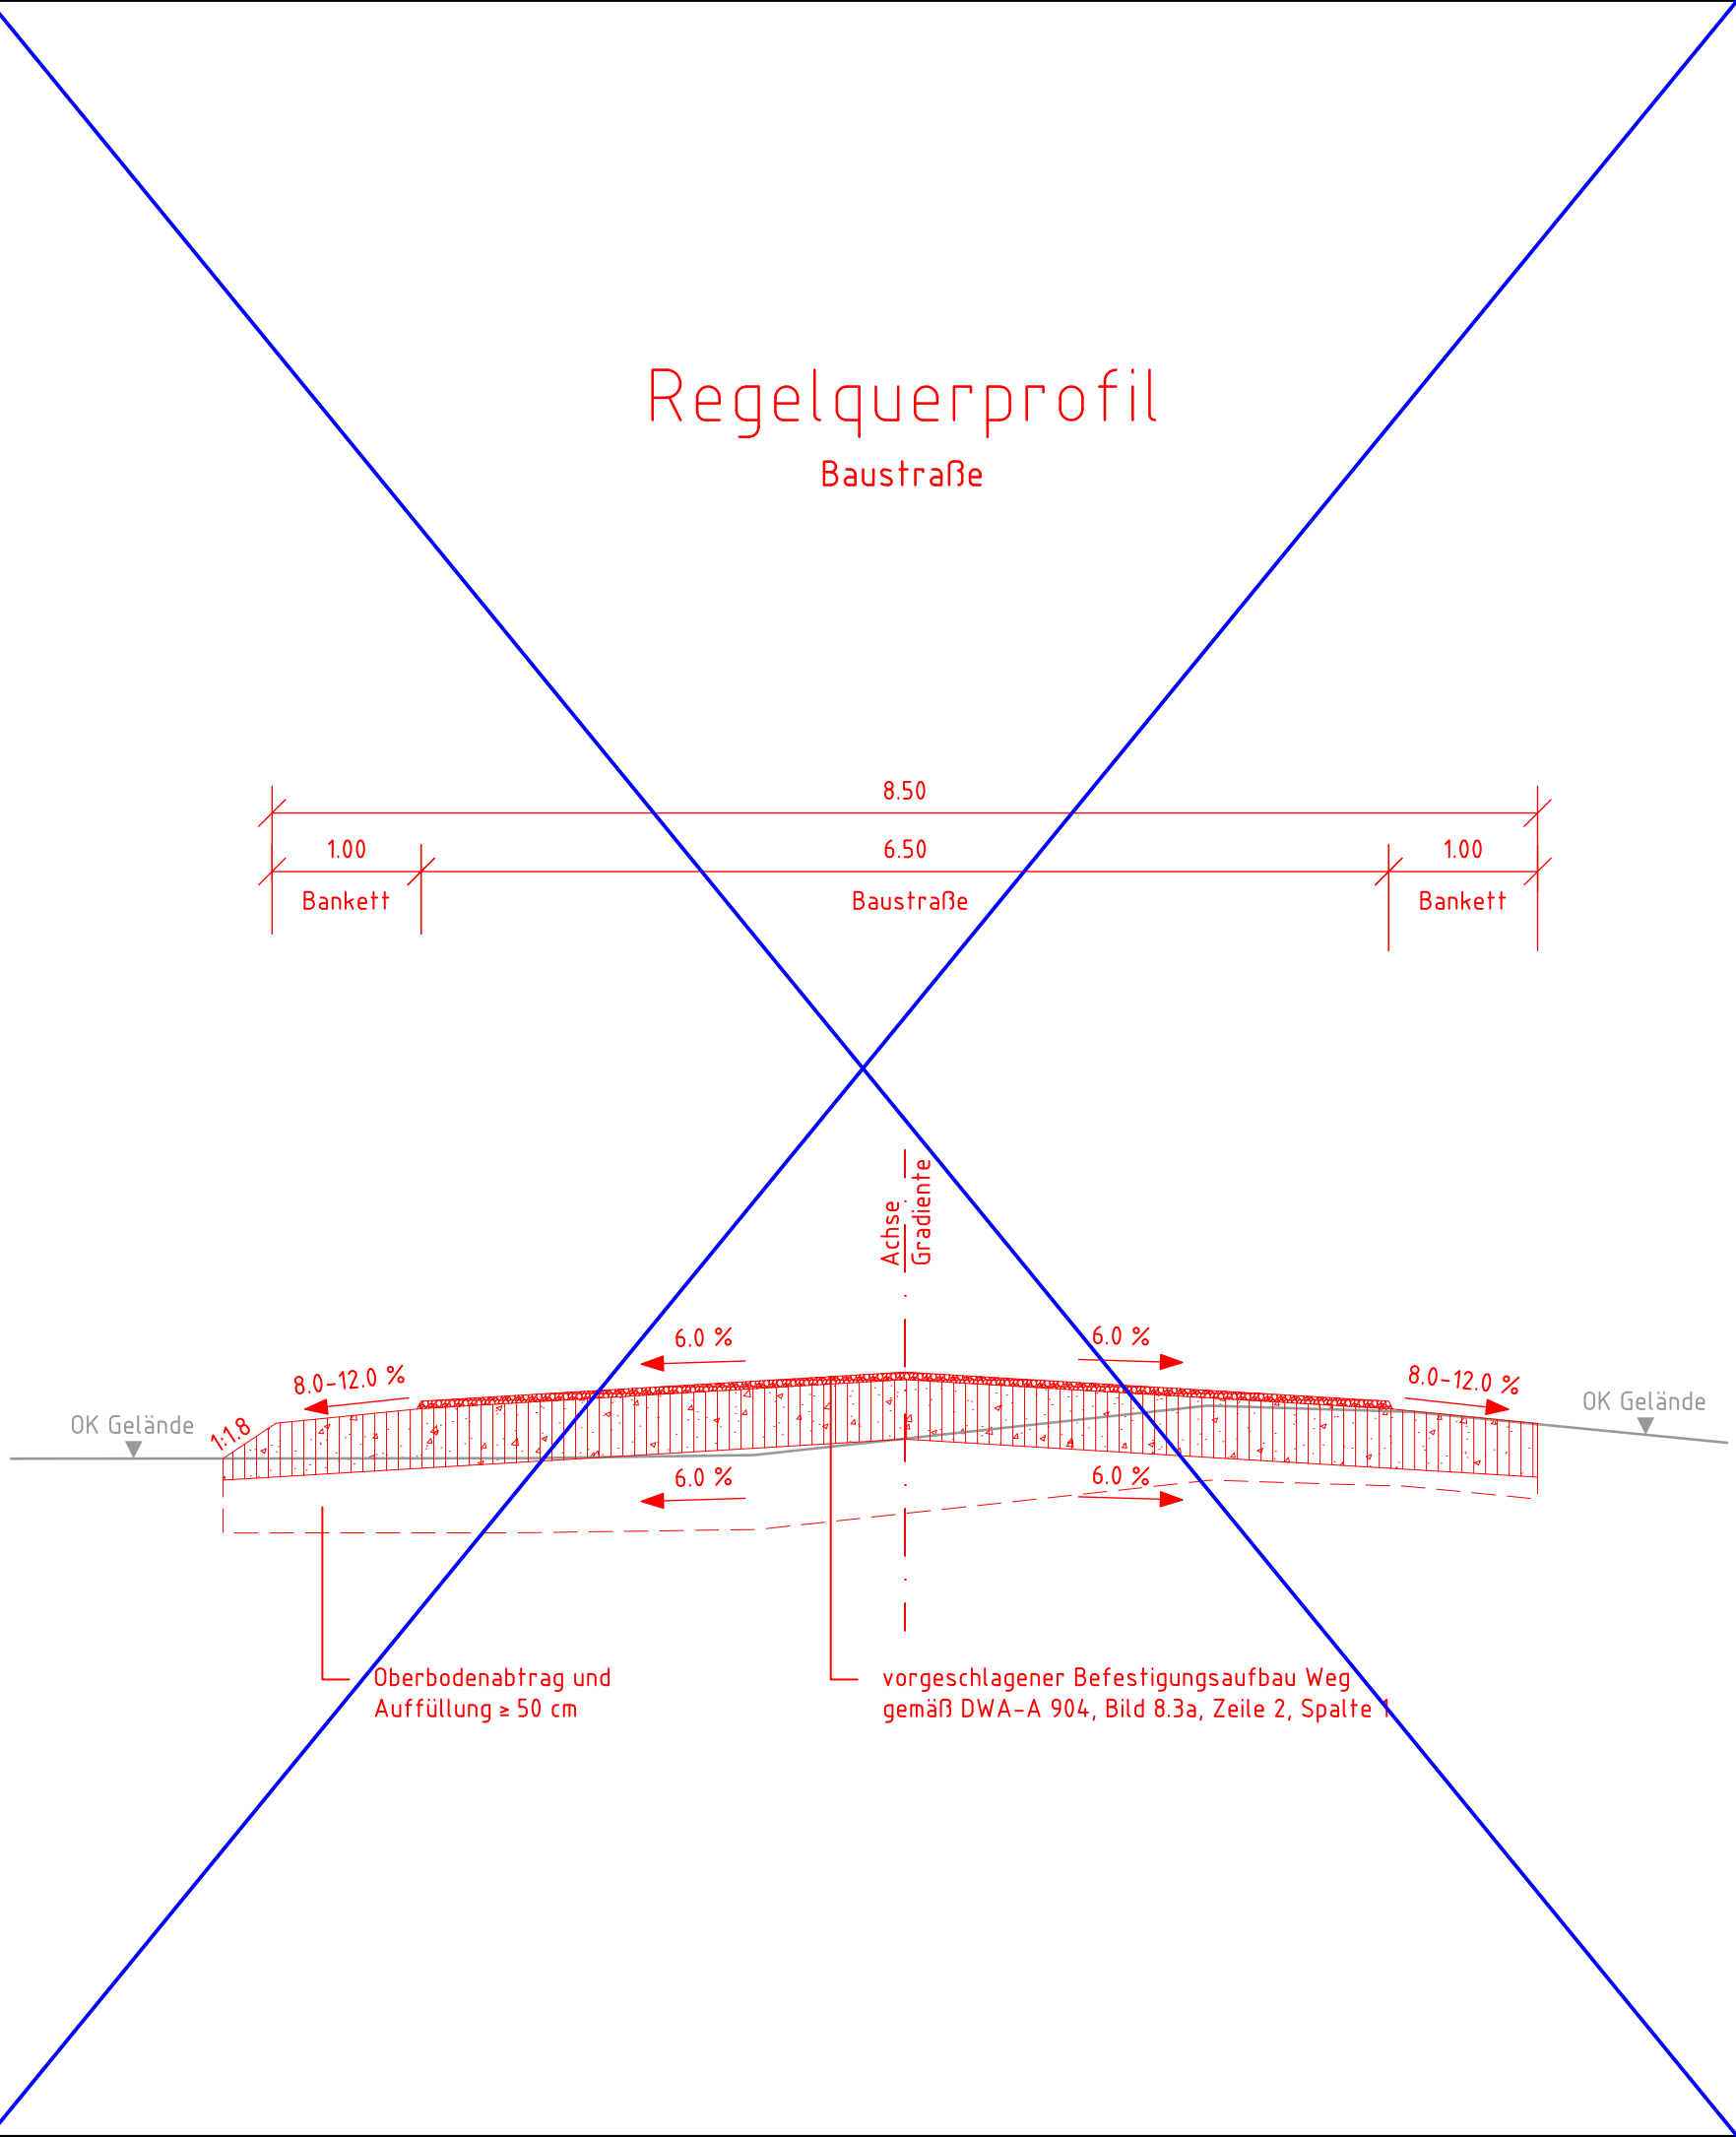 Regelquerprofil
Baustraße
8.50
1.00
6.50
1.00
Bankett
Baustraße
Bankett
Achse
Gradiente
6.0 %
6.0 %
8.0-12.0 %
8.0-12.0 %
OK Gelände
1:1.8
OK Gelände
6.0 %
6.0 %
Oberbodenabtrag und
Auffüllung ≥ 50 cm
vorgeschlagener Befestigungsaufbau Weg
gemäß DWA-A 904, Bild 8.3a, Zeile 2, Spalte 1